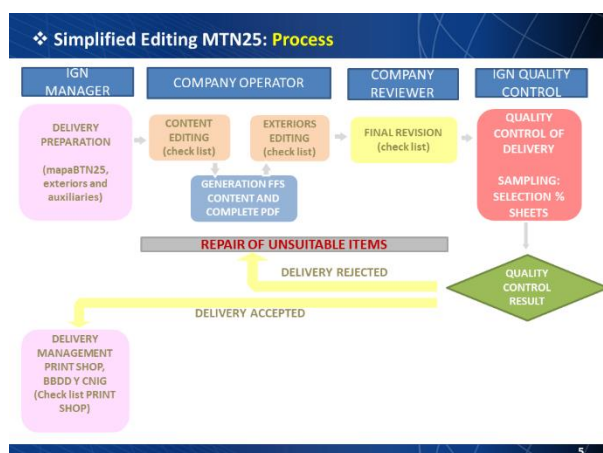 ❖ Simplified Editing MTN25: Process
IGN
MANAGER
COMPANY OPERATOR
COMPANY
REVIEWER
IGN QUALITY
CONTROL
DELIVERY
PREPARATION
(mapaBTN25,
exteriors and
auxiliaries)
CONTENT
EDITING
(check list)
EXTERIORS
EDITING
(check list)
FINAL REVISION
(check list)
QUALITY
CONTROL OF
DELIVERY
SAMPLING:
SELECTION %
SHEETS
GENERATION FFS
CONTENT AND
COMPLETE PDF
REPAIR OF UNSUITABLE ITEMS
DELIVERY REJECTED
QUALITY
CONTROL
RESULT
DELIVERY ACCEPTED
DELIVERY
MANAGEMENT
PRINT SHOP,
BBDD Y CNIG
(Check list PRINT
SHOP)
5